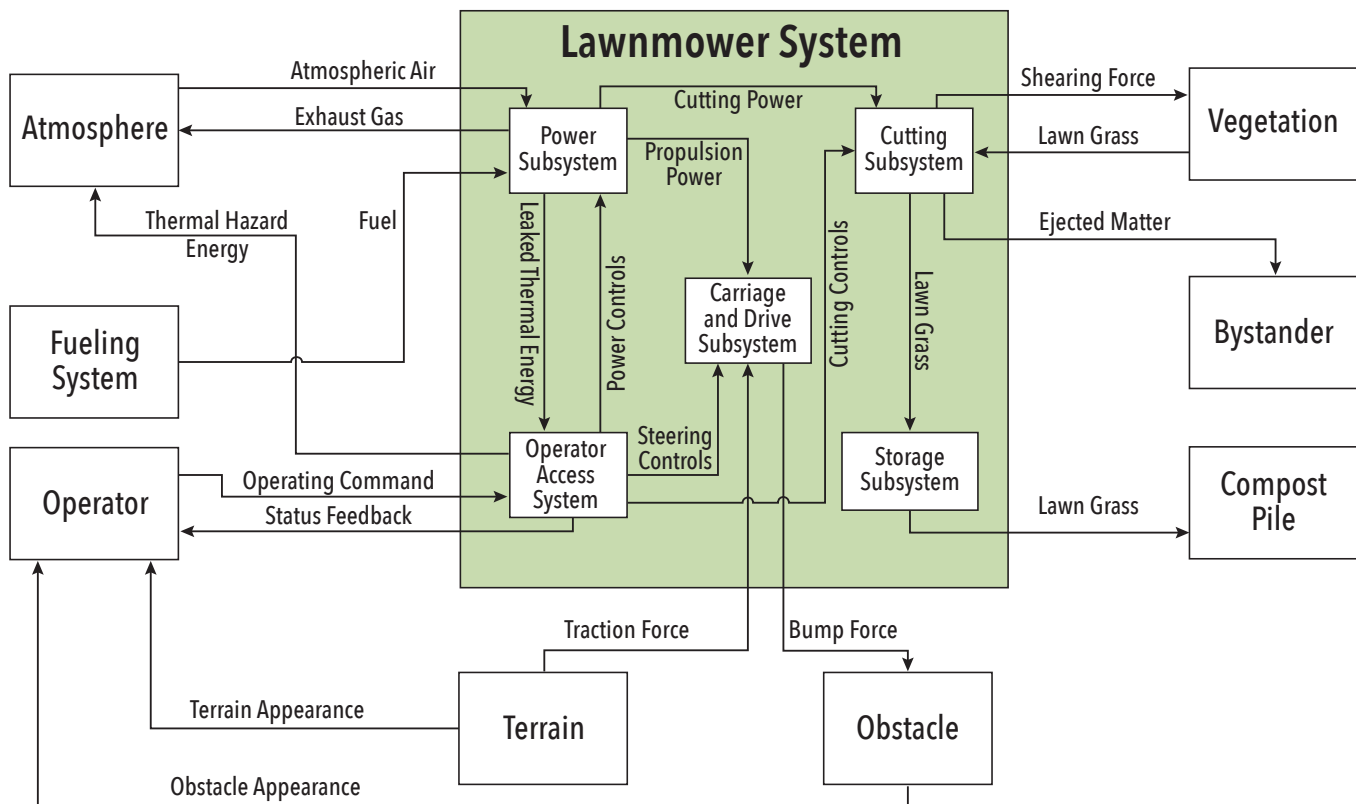 Lawnmower System
Atmospheric Air
Cutting Power
Shearing Force
Atmosphere
Exhaust Gas
Power
Subsystem
Propulsion
Power
Cutting
Subsystem
Lawn Grass
Vegetation
Thermal Hazard
Energy
Fuel
Leaked Thermal Energy
Power Controls
Cutting Controls
Lawn Grass
Ejected Matter
Carriage
and Drive
Subsystem
Bystander
Fueling
System
Operator
Operating Command
Status Feedback
Operator
Access
System
Steering
Controls
Storage
Subsystem
Lawn Grass
Compost
Pile
Traction Force
Bump Force
Terrain Appearance
Terrain
Obstacle
Obstacle Appearance